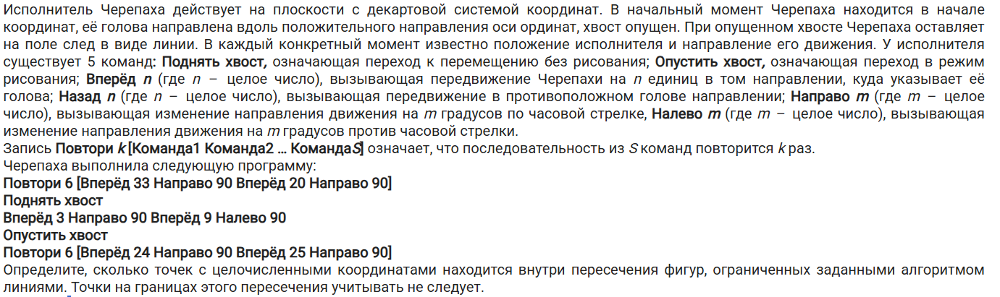 Исполнитель Черепаха действует на плоскости с декартовой системой координат. В начальный момент Черепаха находится в начале
координат, её голова направлена вдоль положительного направления оси ординат, хвост опущен. При опущенном хвосте Черепаха оставляет
на поле след в виде линии. В каждый конкретный момент известно положение исполнителя и направление его движения. У исполнителя
существует 5 команд: Поднять хвост, означающая переход к перемещению без рисования; Опустить хвост, означающая переход в режим
рисования; Вперёд n (где n – целое число), вызывающая передвижение Черепахи на n единиц в том направлении, куда указывает её
голова; Назад n (где n – целое число), вызывающая передвижение в противоположном голове направлении; Направо m (где m – целое
число), вызывающая изменение направления движения на m градусов по часовой стрелке, Налево m (где m – целое число), вызывающая
изменение направления движения на m градусов против часовой стрелки.
Запись Повтори k [Команда1 Команда2 … КомандаS] означает, что последовательность из S команд повторится k раз.
Черепаха выполнила следующую программу:
Повтори 6 [Вперёд 33 Направо 90 Вперёд 20 Направо 90]
Поднять хвост
Вперёд 3 Направо 90 Вперёд 9 Налево 90
Опустить хвост
Повтори 6 [Вперёд 24 Направо 90 Вперёд 25 Направо 90]
Определите, сколько точек с целочисленными координатами находится внутри пересечения фигур, ограниченных заданными алгоритмом
линиями. Точки на границах этого пересечения учитывать не следует.